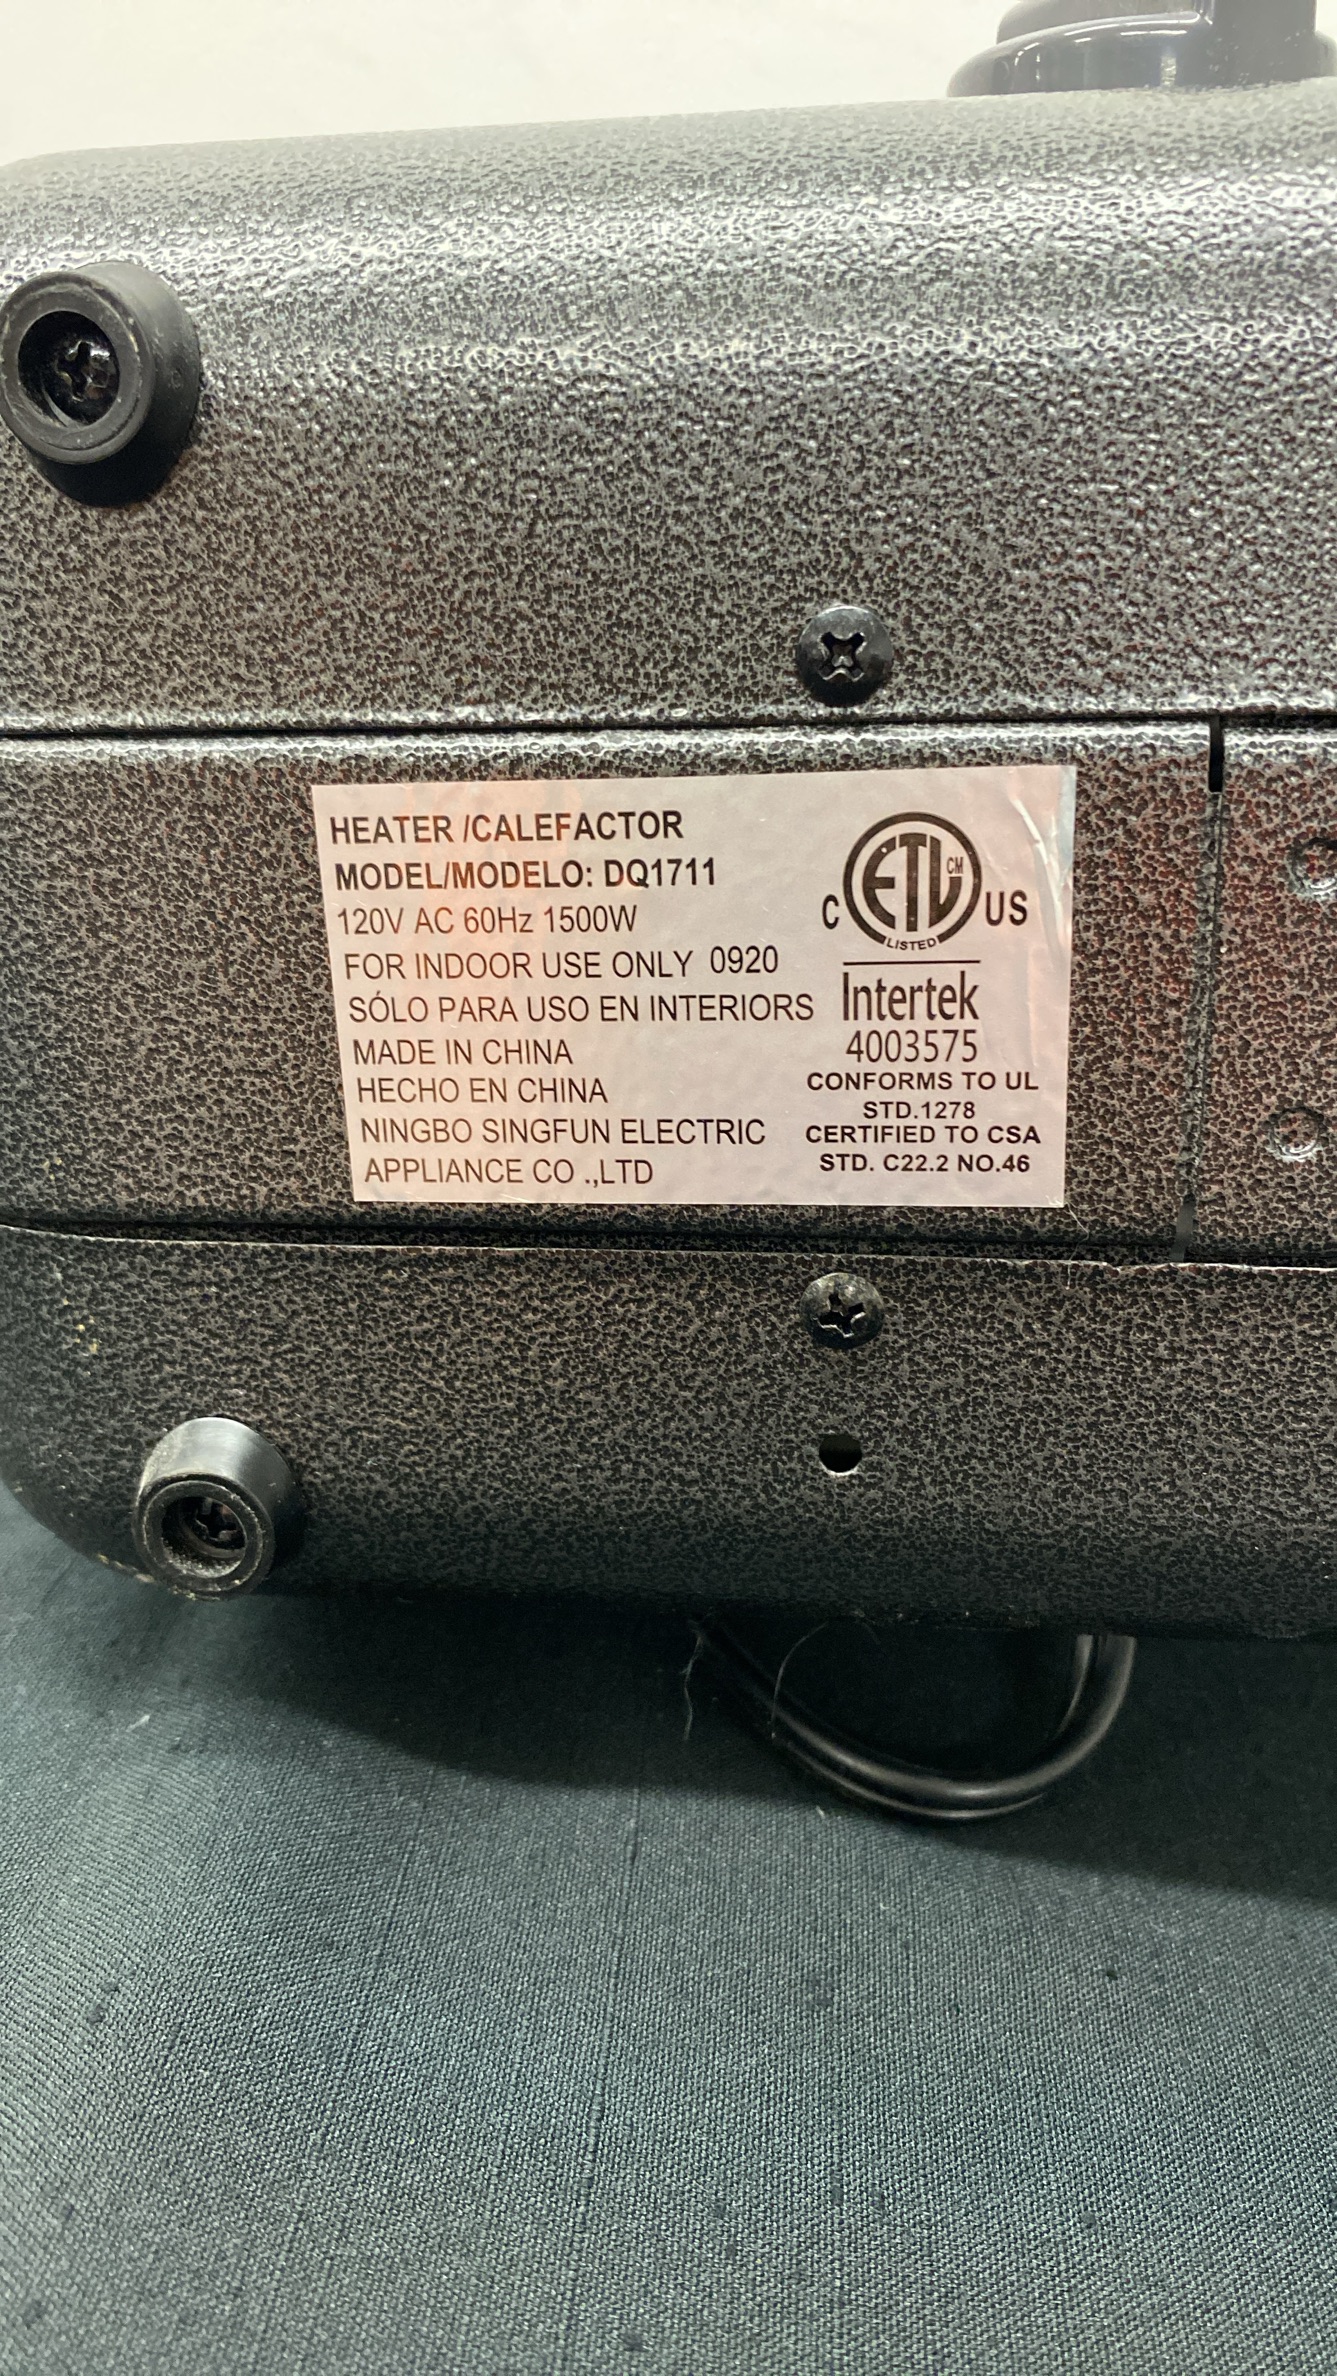 HEATER /CALEFACTOR
MODEL/MODELO: DQ1711
120V AC 60Hz 1500W
FOR INDOOR USE ONLY 0920
SÓLO PARA USO EN INTERIORS
MADE IN CHINA
HECHO EN CHINA
NINGBO SINGFUN ELECTRIC
APPLIANCE CO .,LTD
C ETL CM US
LISTED
Intertek
4003575
CONFORMS TO UL
STD.1278
CERTIFIED TO CSA
STD. C22.2 NO.46